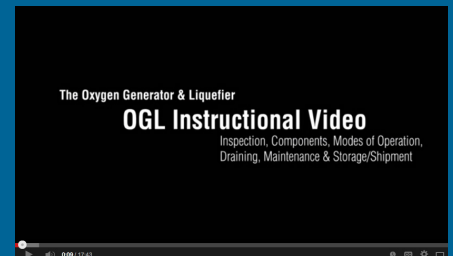 The Oxygen Generator & Liquefier
OGL Instructional Video
Inspection, Components, Modes of Operation,
Draining, Maintenance & Storage/Shipment
0:09 / 17:43